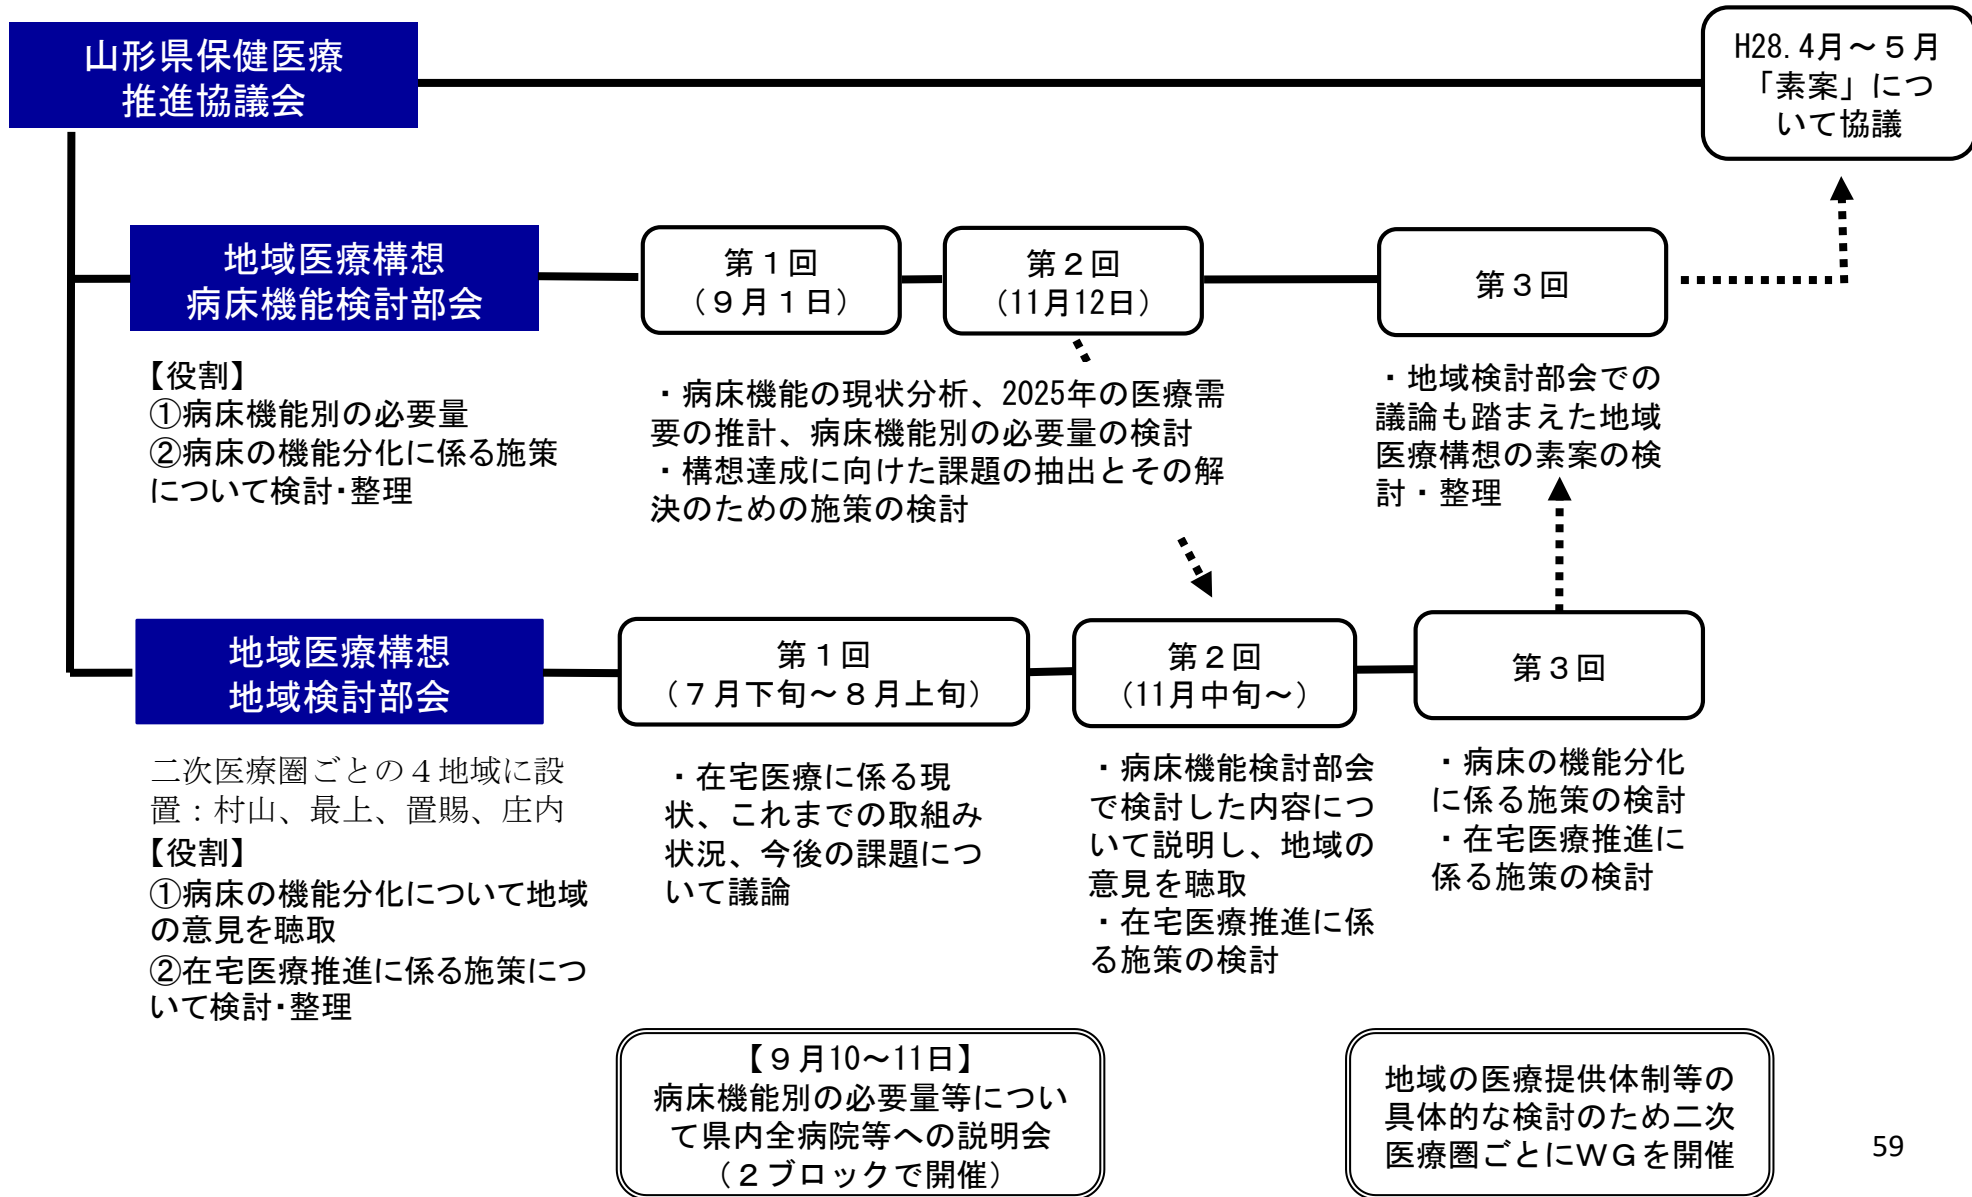 山形県保健医療
推進協議会
H28.4月～５月
「素案」につ
いて協議
地域医療構想
病床機能検討部会
第１回
（９月１日）
第２回
（11月12日）
第３回
【役割】
①病床機能別の必要量
②病床の機能分化に係る施策
について検討・整理
・病床機能の現状分析、2025年の医療需
要の推計、病床機能別の必要量の検討
・構想達成に向けた課題の抽出とその解
決のための施策の検討
・地域検討部会での
議論も踏まえた地域
医療構想の素案の検
討・整理
地域医療構想
地域検討部会
第１回
（７月下旬～８月上旬）
第２回
（11月中旬～）
第３回
二次医療圏ごとの４地域に設
置：村山、最上、置賜、庄内
【役割】
①病床の機能分化について地域
の意見を聴取
②在宅医療推進に係る施策につ
いて検討・整理
・在宅医療に係る現
状、これまでの取組み
状況、今後の課題につ
いて議論
・病床機能検討部会
で検討した内容につ
いて説明し、地域の
意見を聴取
・在宅医療推進に係
る施策の検討
・病床の機能分化
に係る施策の検討
・在宅医療推進に
係る施策の検討
【９月10～11日】
病床機能別の必要量等につい
て県内全病院等への説明会
（２ブロックで開催）
地域の医療提供体制等の
具体的な検討のため二次
医療圏ごとにＷＧを開催
59